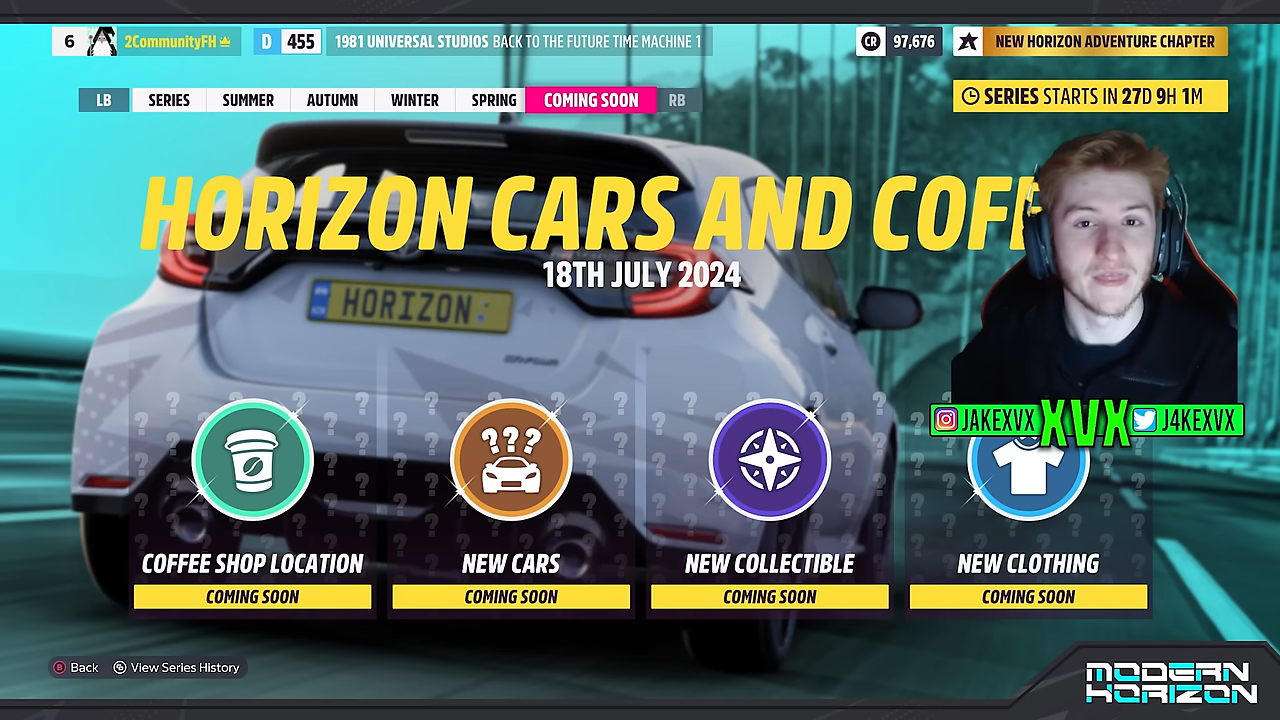 6 2CommunityFH D 455 1981 UNIVERSAL STUDIOS BACK TO THE FUTURE TIME MACHINE 1
CR 97,676 NEW HORIZON ADVENTURE CHAPTER
LB SERIES SUMMER AUTUMN WINTER SPRING COMING SOON RB
SERIES STARTS IN 27D 9H 1M
HORIZON CARS AND COFF
18TH JULY 2024
HORIZON
JAKEXVX XVX J4KEXVX
???
COFFEE SHOP LOCATION NEW CARS NEW COLLECTIBLE NEW CLOTHING
COMING SOON COMING SOON COMING SOON COMING SOON
B Back View Series History
MODERN
HORIZON